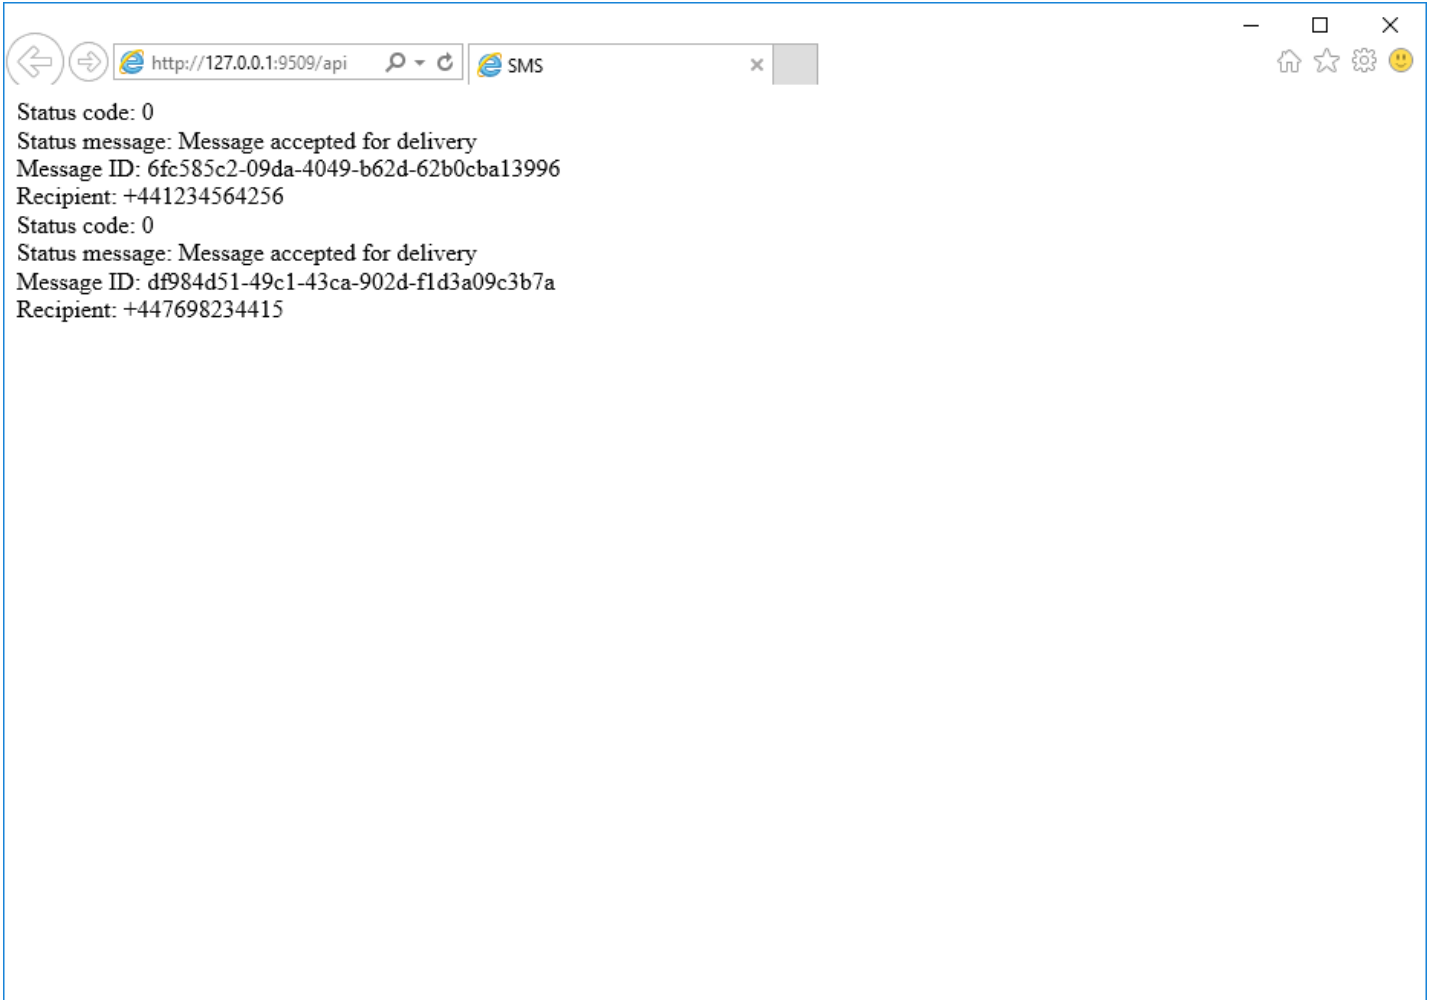 http://127.0.0.1:9509/api
SMS
Status code: 0
Status message: Message accepted for delivery
Message ID: 6fc585c2-09da-4049-b62d-62b0cba13996
Recipient: +441234564256
Status code: 0
Status message: Message accepted for delivery
Message ID: df984d51-49c1-43ca-902d-f1d3a09c3b7a
Recipient: +447698234415